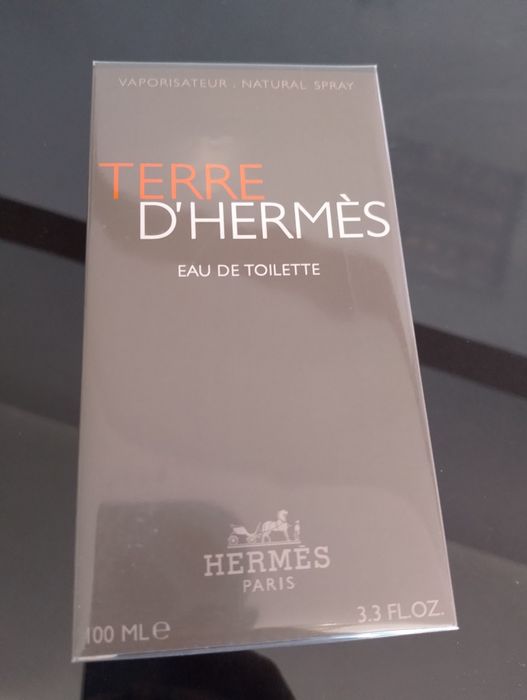 VAPORISATEUR . NATURAL SPRAY
TERRE
D'HERMÈS
EAU DE TOILETTE
HERMÈS
PARIS
100 ML e
3.3 FL.OZ.